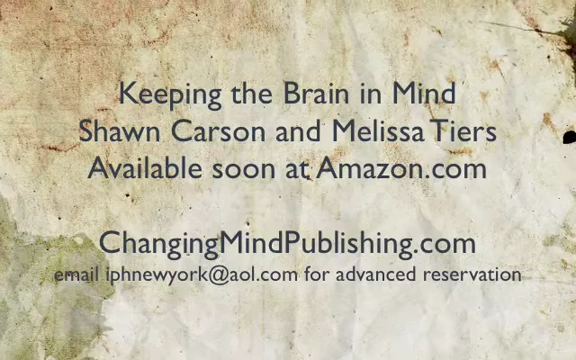 Keeping the Brain in Mind
Shawn Carson and Melissa Tiers
Available soon at Amazon.com
ChangingMindPublishing.com
email iphnewyork@aol.com for advanced reservation